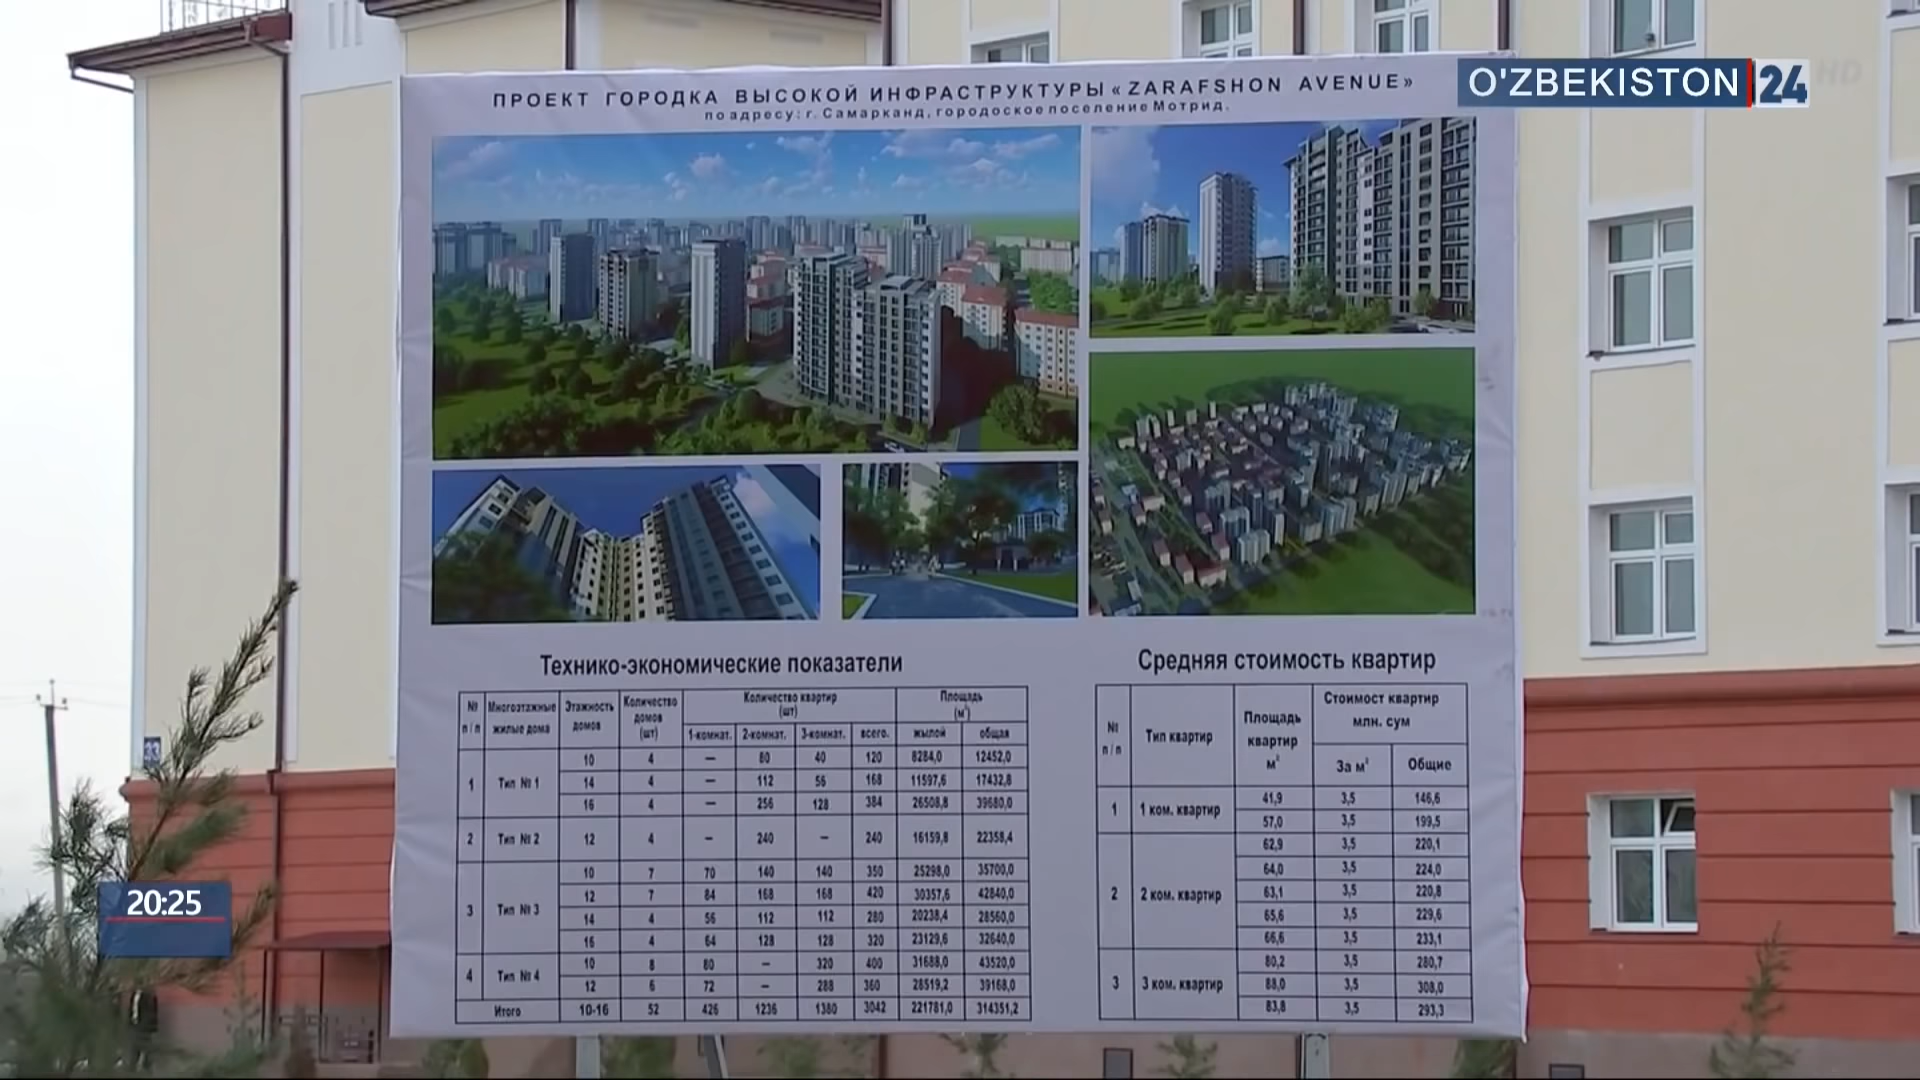 O'ZBEKISTON 24 HD
ПРОЕКТ ГОРОДКА ВЫСОКОЙ ИНФРАСТРУКТУРЫ «ZARAFSHON AVENUE»
по адресу: г. Самарканд, городоское поселение Мотрид.
Технико-экономические показатели
№ п/п Многоэтажные жилые дома Этажность домов Количество домов (шт) Количество квартир (шт) Площадь (м²)
1-комнат. 2-комнат. 3-комнат. всего. жилой общая
1 Тип №1 10 4 – 80 40 120 8284,0 12452,0
14 4 – 112 56 168 11597,6 17432,8
16 4 – 256 128 384 26508,8 39680,0
2 Тип №2 12 4 – 240 – 240 16159,8 22358,4
3 Тип №3 10 7 70 140 140 350 25298,0 35700,0
12 7 84 168 168 420 30357,6 42840,0
14 4 56 112 112 280 20238,4 28560,0
16 4 64 128 128 320 23129,6 32640,0
4 Тип №4 10 8 80 – 320 400 31688,0 43520,0
12 6 72 – 288 360 28519,2 39168,0
Итого 10-16 52 426 1236 1380 3042 221781,0 314351,2
Средняя стоимость квартир
№ п/п Тип квартир Площадь квартир м² Стоимост квартир млн. сум
За м² Общие
1 1 ком. квартир 41,9 3,5 146,6
57,0 3,5 199,5
2 2 ком. квартир 62,9 3,5 220,1
64,0 3,5 224,0
63,1 3,5 220,8
65,6 3,5 229,6
66,6 3,5 233,1
3 3 ком. квартир 80,2 3,5 280,7
88,0 3,5 308,0
83,8 3,5 293,3
33
20:25